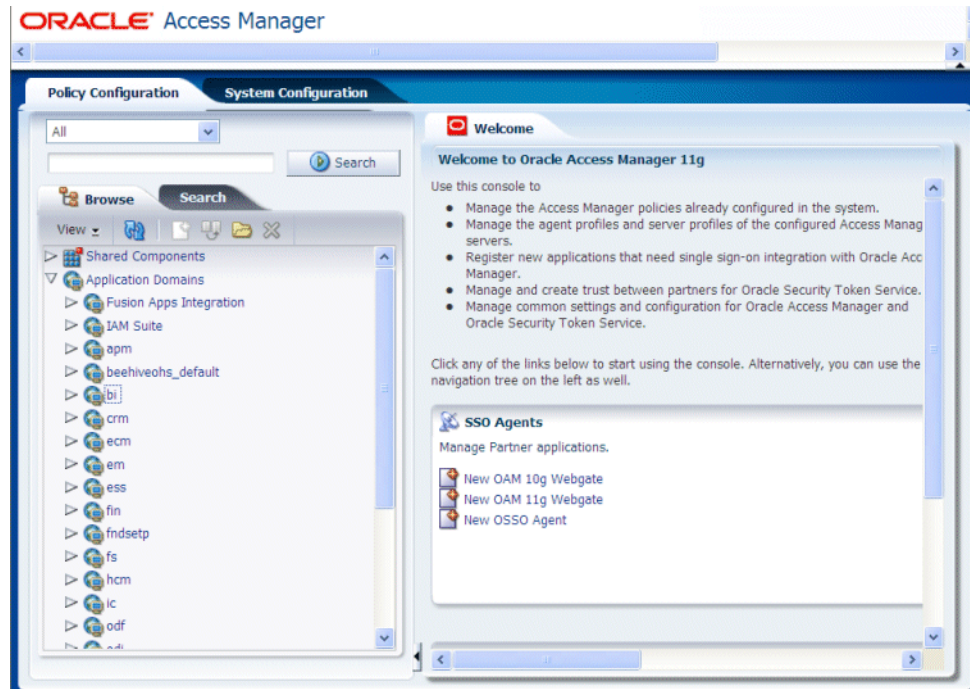 ORACLE Access Manager
Policy Configuration
System Configuration
All
Search
Browse
Search
View
Shared Components
Application Domains
Fusion Apps Integration
IAM Suite
apm
beehiveohs_default
bi
crm
ecm
em
ess
fin
fndsetp
fs
hcm
ic
odf
Welcome
Welcome to Oracle Access Manager 11g
Use this console to
• Manage the Access Manager policies already configured in the system.
• Manage the agent profiles and server profiles of the configured Access Manag
servers.
• Register new applications that need single sign-on integration with Oracle Acc
Manager.
• Manage and create trust between partners for Oracle Security Token Service.
• Manage common settings and configuration for Oracle Access Manager and
Oracle Security Token Service.
Click any of the links below to start using the console. Alternatively, you can use the
navigation tree on the left as well.
SSO Agents
Manage Partner applications.
New OAM 10g Webgate
New OAM 11g Webgate
New OSSO Agent